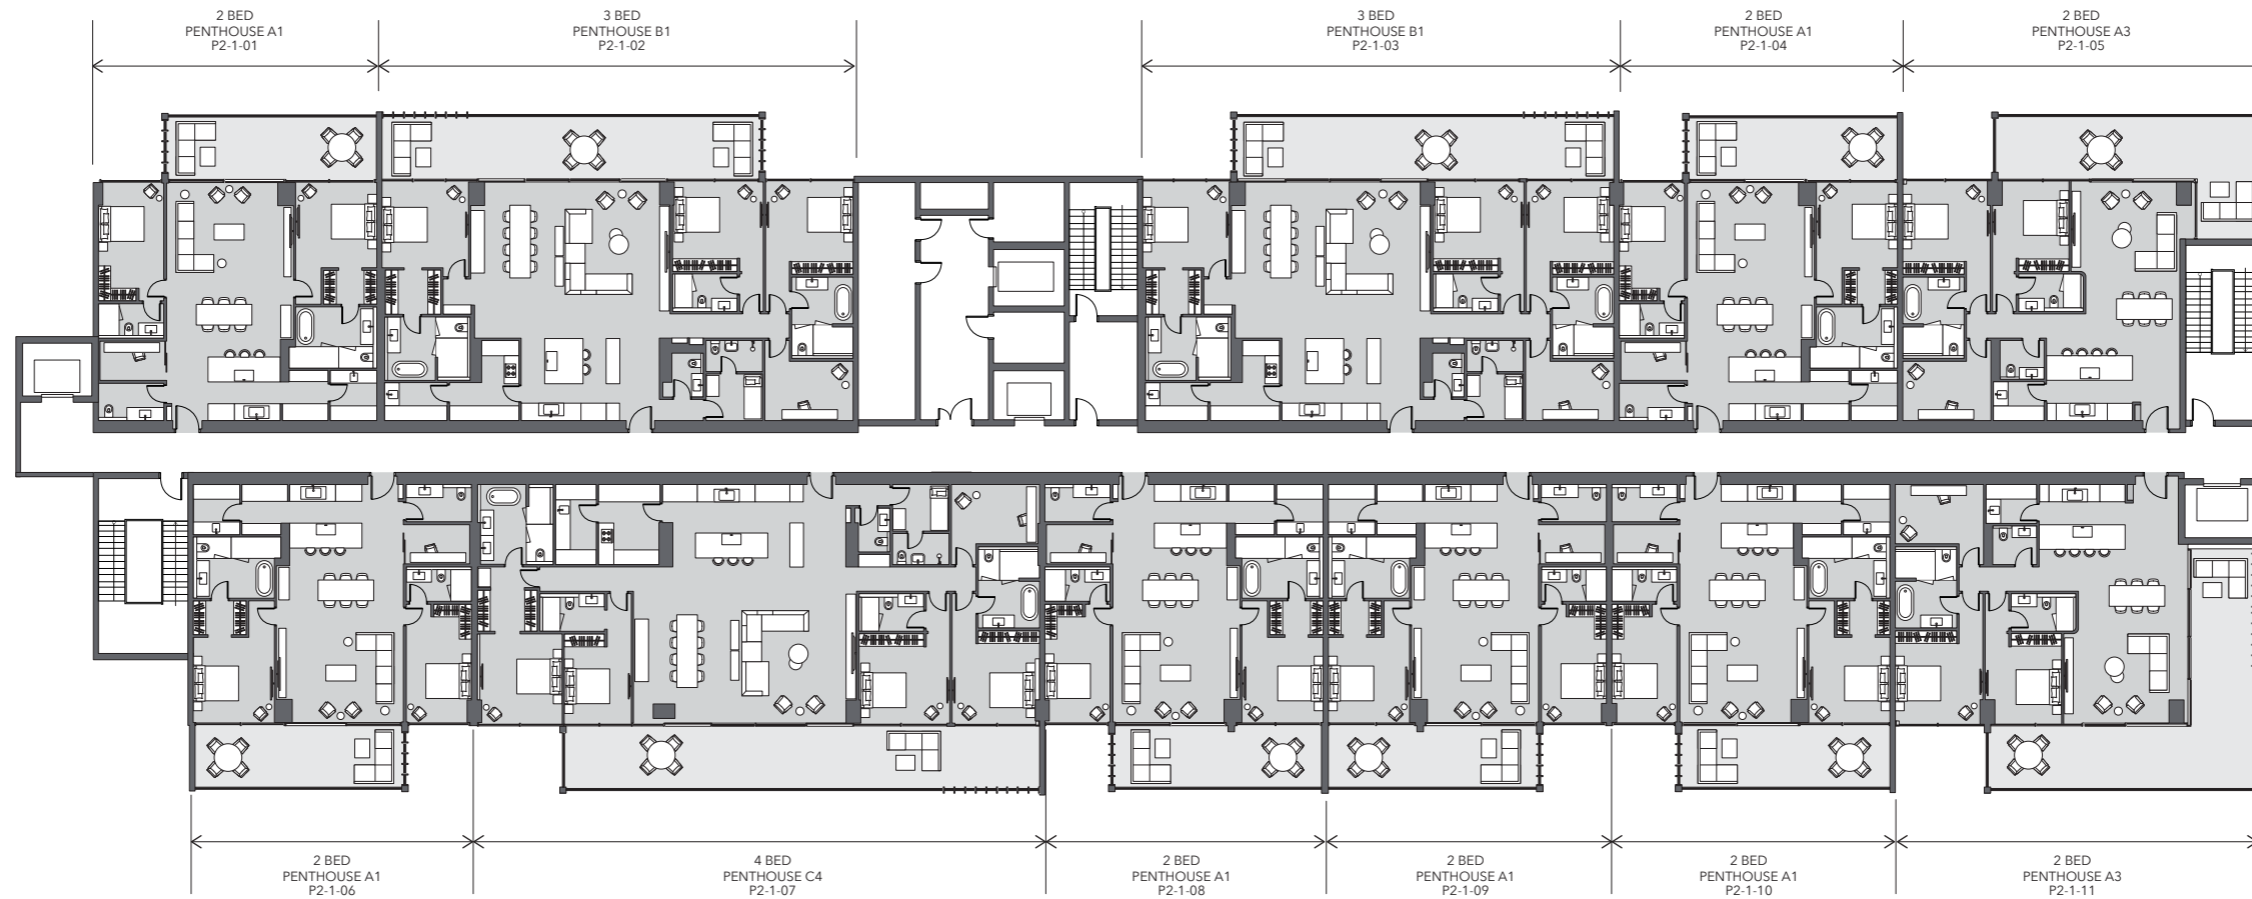 2 BED
PENTHOUSE A1
P2-1-01
3 BED
PENTHOUSE B1
P2-1-02
3 BED
PENTHOUSE B1
P2-1-03
2 BED
PENTHOUSE A1
P2-1-04
2 BED
PENTHOUSE A3
P2-1-05
2 BED
PENTHOUSE A1
P2-1-06
4 BED
PENTHOUSE C4
P2-1-07
2 BED
PENTHOUSE A1
P2-1-08
2 BED
PENTHOUSE A1
P2-1-09
2 BED
PENTHOUSE A1
P2-1-10
2 BED
PENTHOUSE A3
P2-1-11